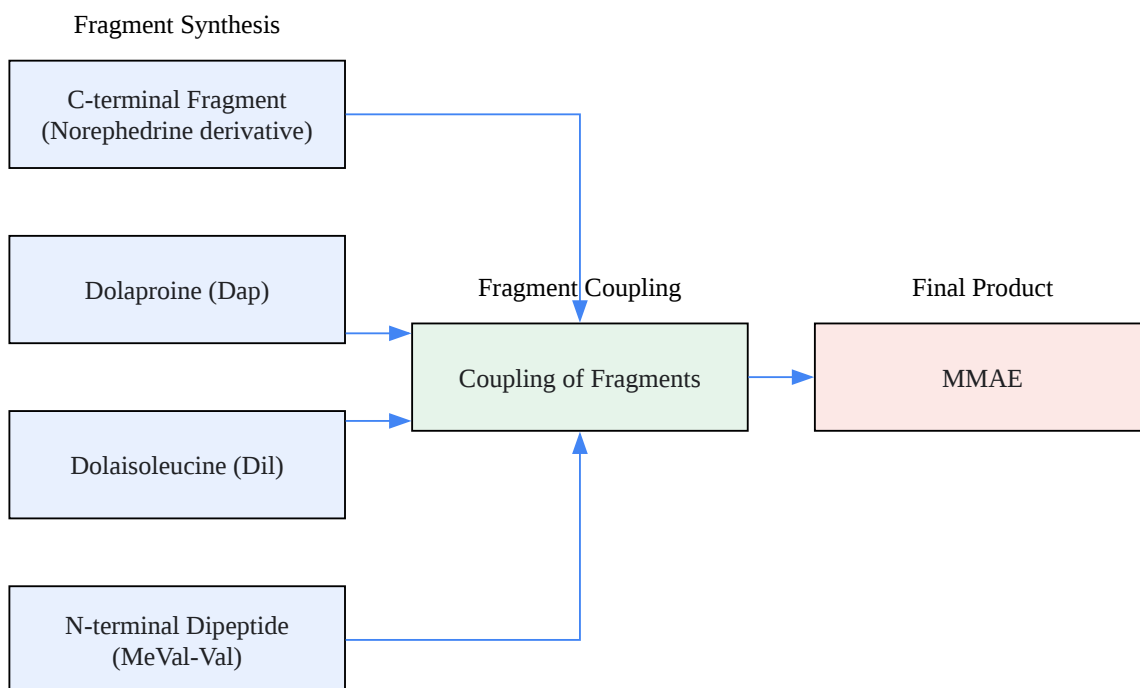 Fragment Synthesis
C-terminal Fragment
(Norephedrine derivative)
Dolaproine (Dap)
Dolaisoleucine (Dil)
N-terminal Dipeptide
(MeVal-Val)
Fragment Coupling
Coupling of Fragments
Final Product
MMAE